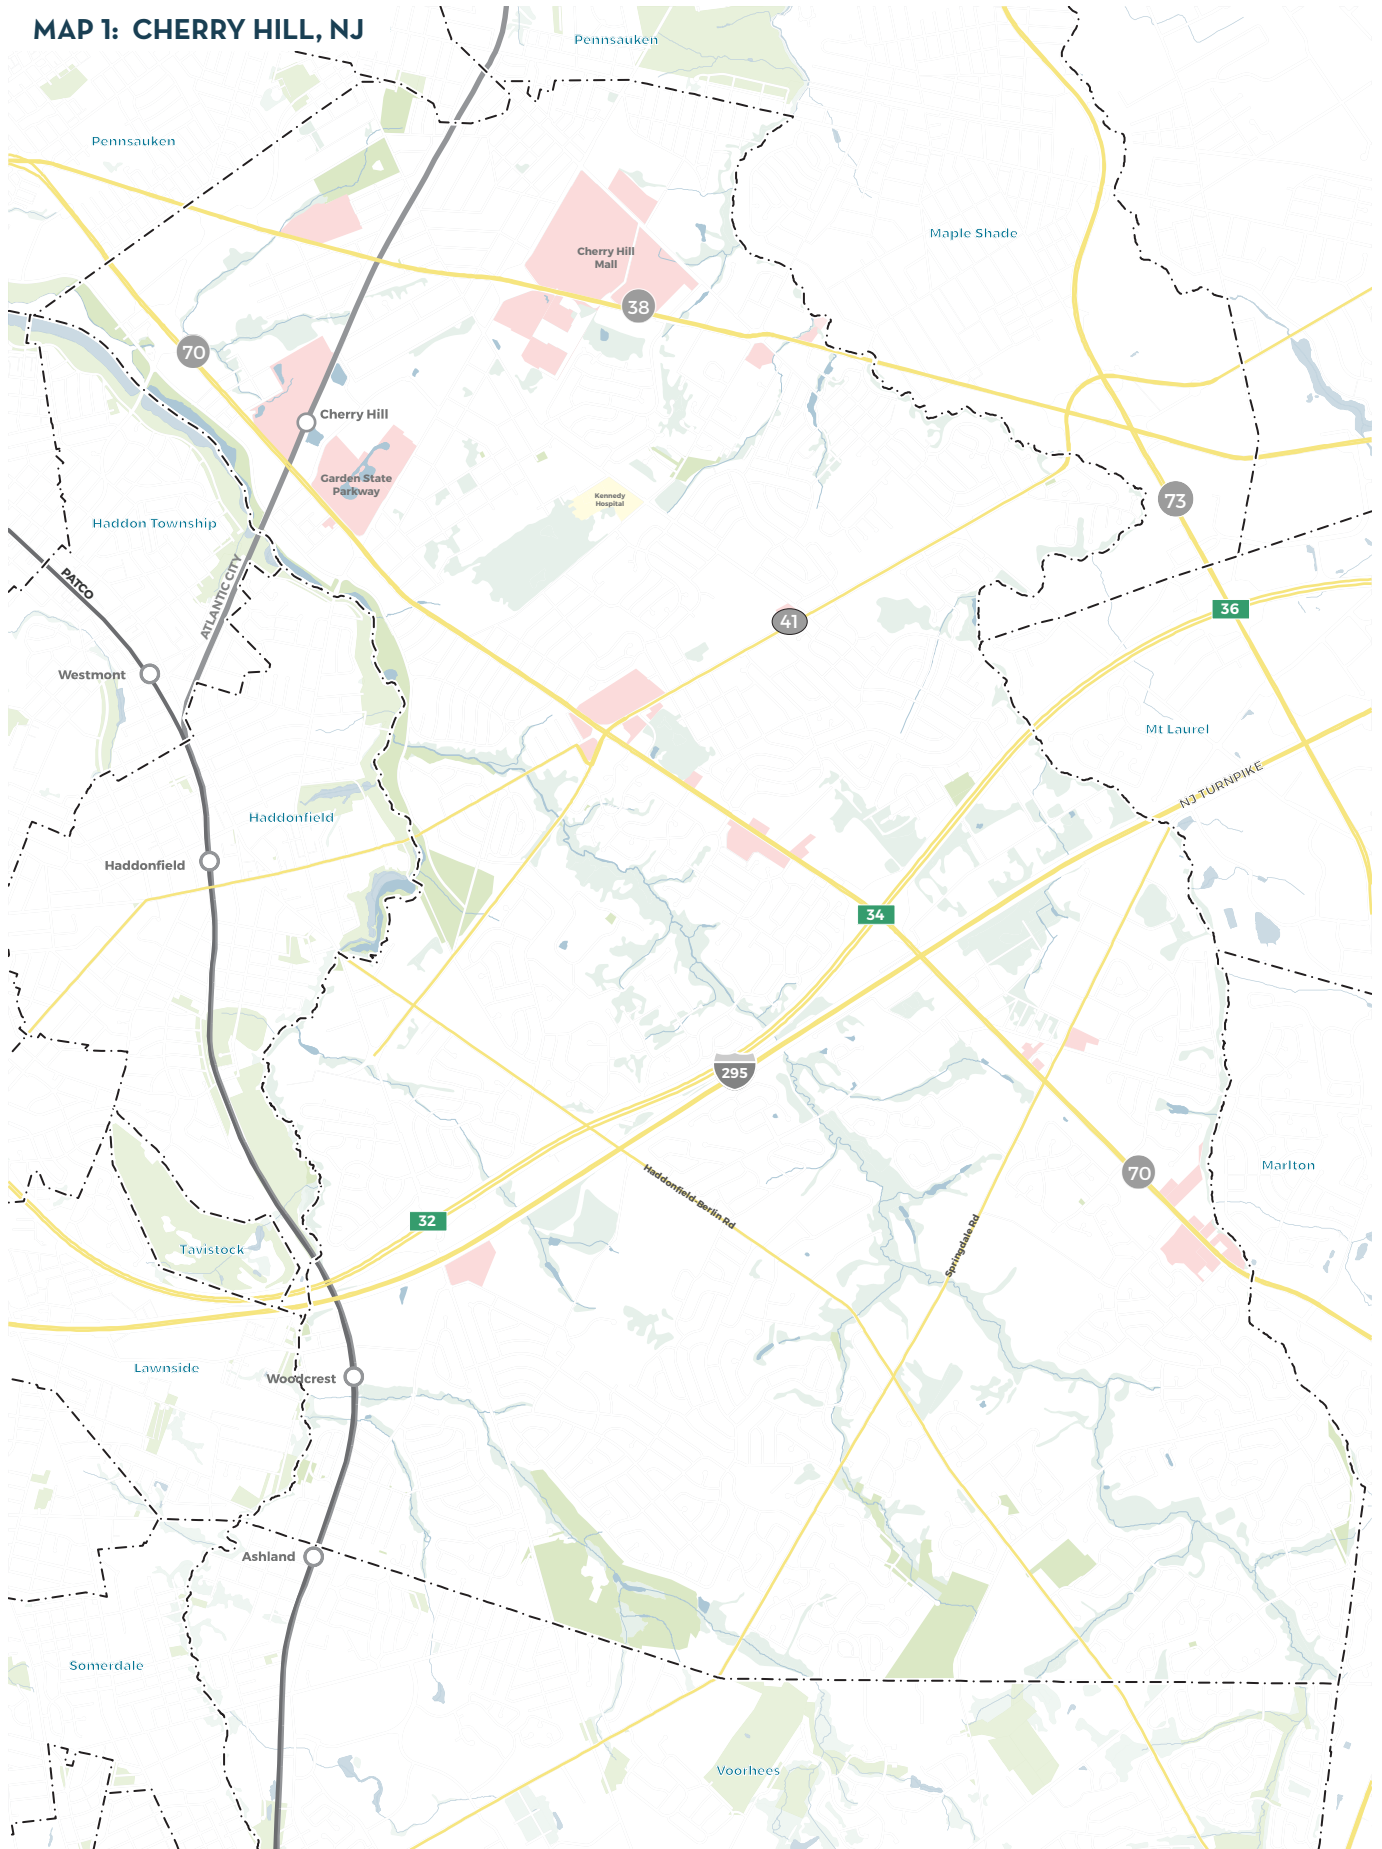 MAP 1: CHERRY HILL, NJ
Pennsauken
Pennsauken
Maple Shade
Cherry Hill
Mall
38
70
Cherry Hill
Garden State
Parkway
Kennedy
Hospital
73
Haddon Township
PATCO
ATLANTIC CITY
36
41
Westmont
Mt Laurel
NJ TURNPIKE
Haddonfield
Haddonfield
34
295
Haddonfield-Berlin Rd
70
Marlton
32
Springdale Rd
Tavistock
Lawnside
Woodcrest
Ashland
Somerdale
Voorhees